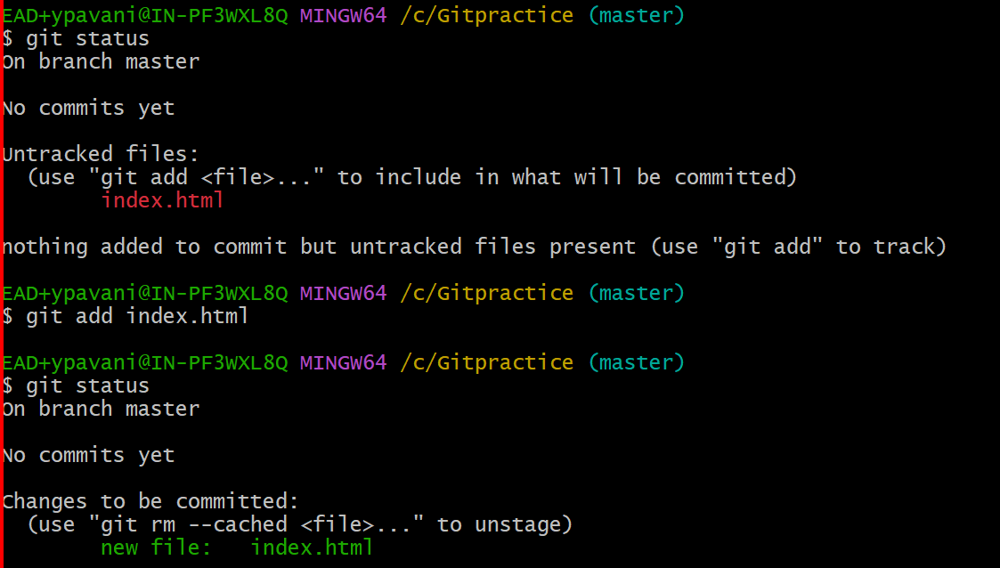 EAD+ypavani@IN-PF3WXL8Q MINGW64 /c/Gitpractice (master)
$ git status
On branch master
No commits yet
Untracked files:
  (use "git add <file>..." to include in what will be committed)
        index.html
nothing added to commit but untracked files present (use "git add" to track)
EAD+ypavani@IN-PF3WXL8Q MINGW64 /c/Gitpractice (master)
$ git add index.html
EAD+ypavani@IN-PF3WXL8Q MINGW64 /c/Gitpractice (master)
$ git status
On branch master
No commits yet
Changes to be committed:
  (use "git rm --cached <file>..." to unstage)
        new file:   index.html